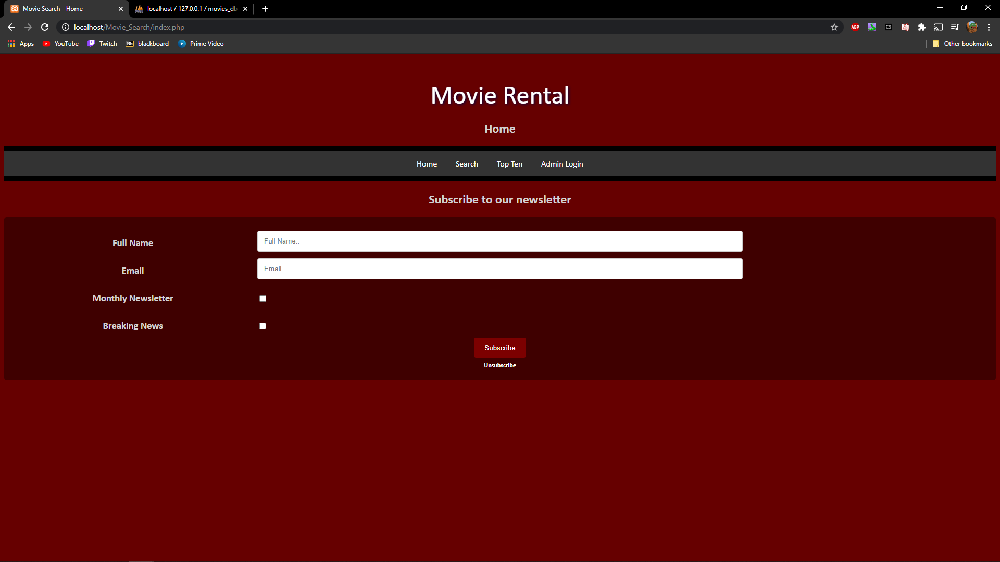 Movie Search - Home
localhost / 127.0.0.1 / movies_db
localhost/Movie_Search/index.php
ABP
Apps YouTube Twitch Bb blackboard Prime Video Other bookmarks
Movie Rental
Home
Home Search Top Ten Admin Login
Subscribe to our newsletter
Full Name Full Name..
Email Email..
Monthly Newsletter
Breaking News
Subscribe
Unsubscribe